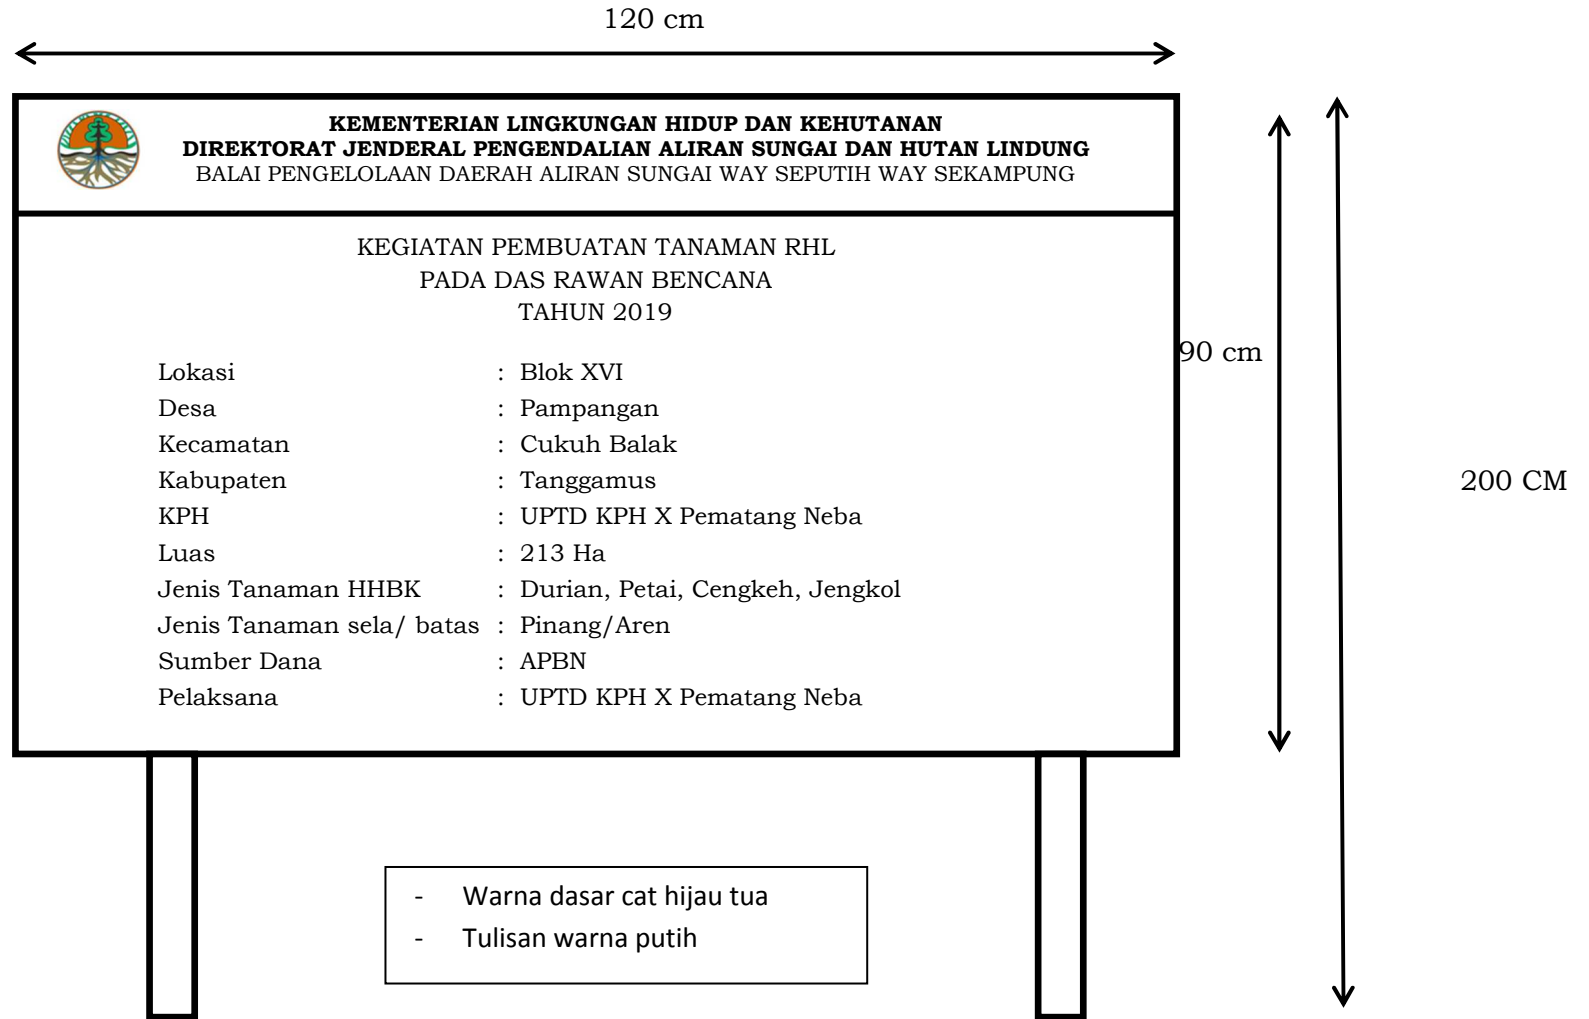 120 cm
KEMENTERIAN LINGKUNGAN HIDUP DAN KEHUTANAN
DIREKTORAT JENDERAL PENGENDALIAN ALIRAN SUNGAI DAN HUTAN LINDUNG
BALAI PENGELOLAAN DAERAH ALIRAN SUNGAI WAY SEPUTIH WAY SEKAMPUNG
KEGIATAN PEMBUATAN TANAMAN RHL
PADA DAS RAWAN BENCANA
TAHUN 2019
Lokasi : Blok XVI
Desa : Pampangan
Kecamatan : Cukuh Balak
Kabupaten : Tanggamus
KPH : UPTD KPH X Pematang Neba
Luas : 213 Ha
Jenis Tanaman HHBK : Durian, Petai, Cengkeh, Jengkol
Jenis Tanaman sela/ batas : Pinang/Aren
Sumber Dana : APBN
Pelaksana : UPTD KPH X Pematang Neba
90 cm
200 CM
- Warna dasar cat hijau tua
- Tulisan warna putih